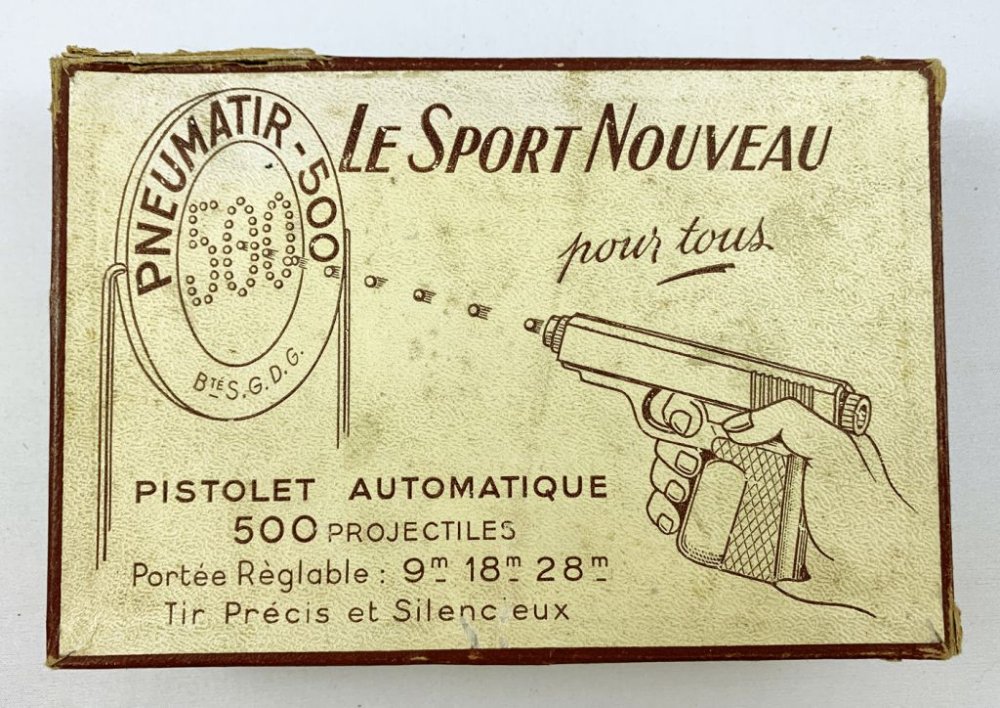 PNEUMATIR-500
500
BTÉ S.G.D.G.
LE SPORT NOUVEAU
pour tous
PISTOLET AUTOMATIQUE
500 PROJECTILES
Portée Règlable : 9m 18m 28m
Tir Précis et Silenc eux